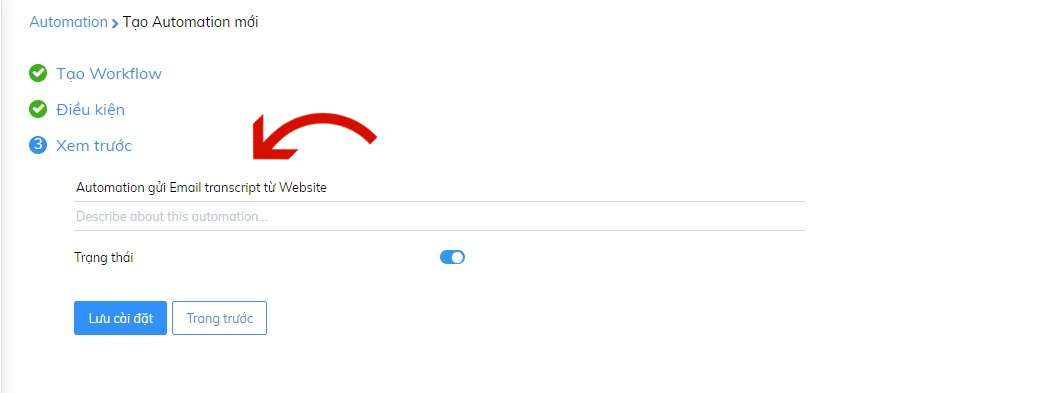 Automation > Tạo Automation mới
Tạo Workflow
Điều kiện
3 Xem trước
Automation gửi Email transcript từ Website
Describe about this automation...
Trạng thái
Lưu cài đặt Trang trước